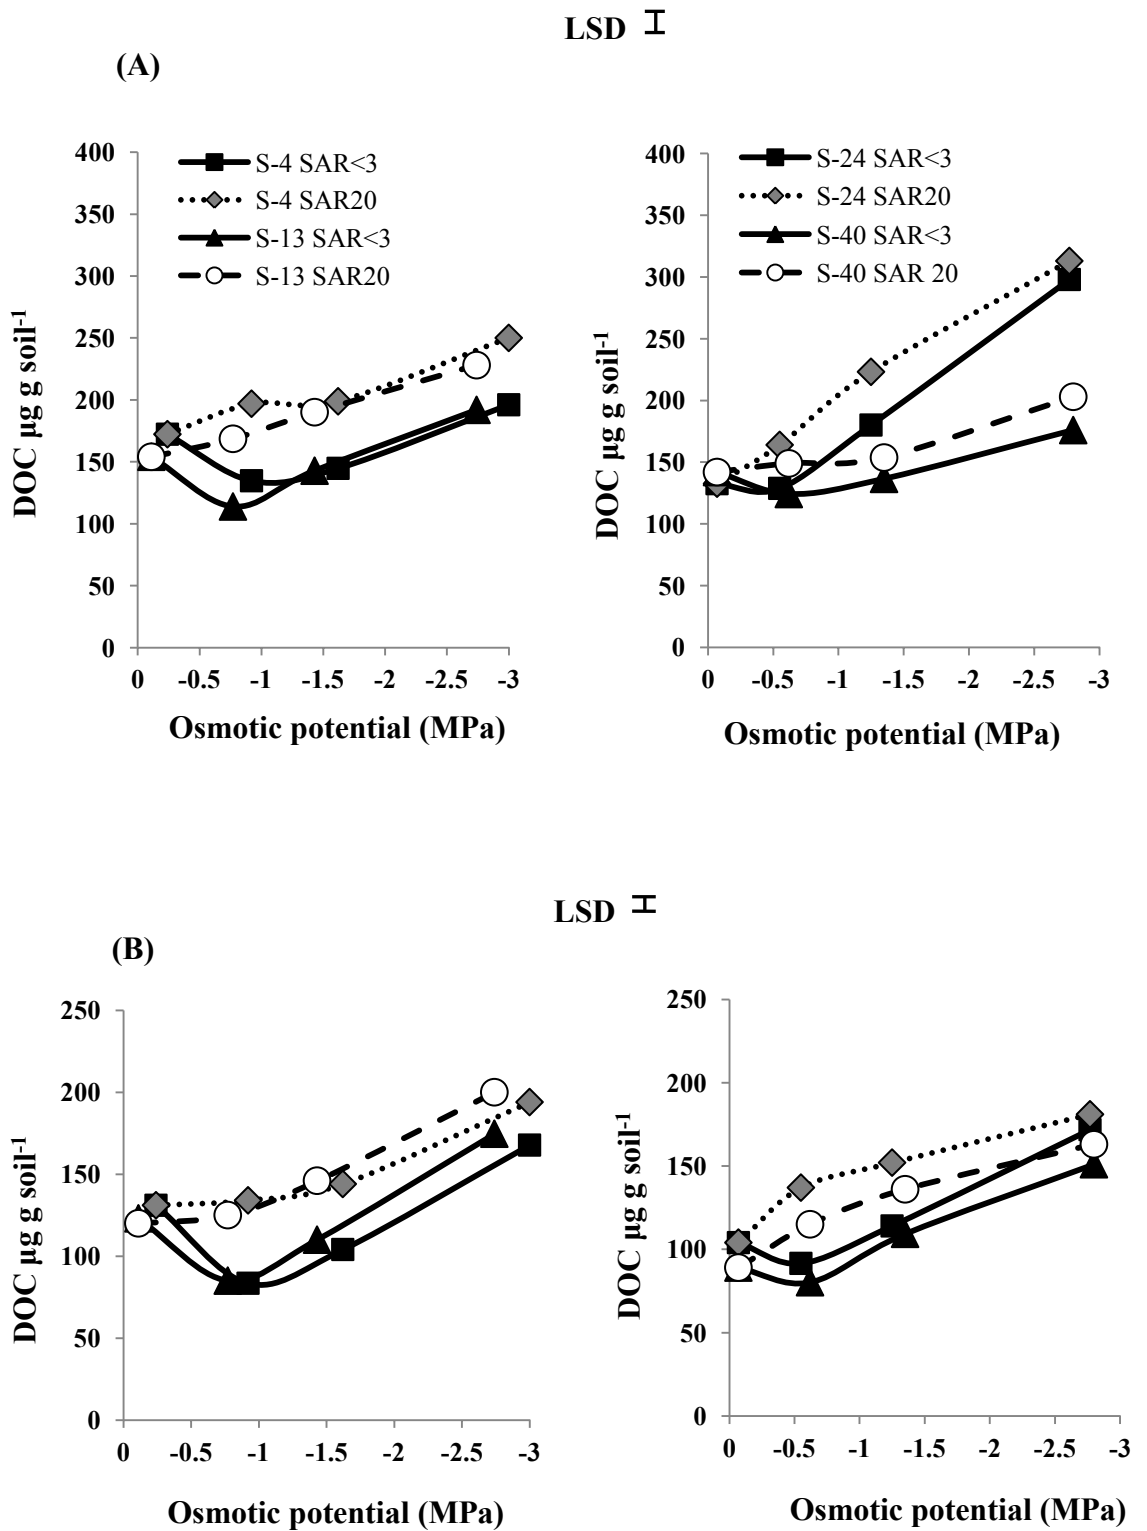 LSD
(A)
400
350
300
250
200
150
100
50
0
DOC µg g soil-1
S-4 SAR<3
S-4 SAR20
S-13 SAR<3
S-13 SAR20
0 -0.5 -1 -1.5 -2 -2.5 -3
Osmotic potential (MPa)
400
350
300
250
200
150
100
50
0
DOC µg g soil-1
S-24 SAR<3
S-24 SAR20
S-40 SAR<3
S-40 SAR 20
0 -0.5 -1 -1.5 -2 -2.5 -3
Osmotic potential (MPa)
LSD
(B)
250
200
150
100
50
0
DOC µg g soil-1
0 -0.5 -1 -1.5 -2 -2.5 -3
Osmotic potential (MPa)
250
200
150
100
50
0
DOC µg g soil-1
0 -0.5 -1 -1.5 -2 -2.5 -3
Osmotic potential (MPa)